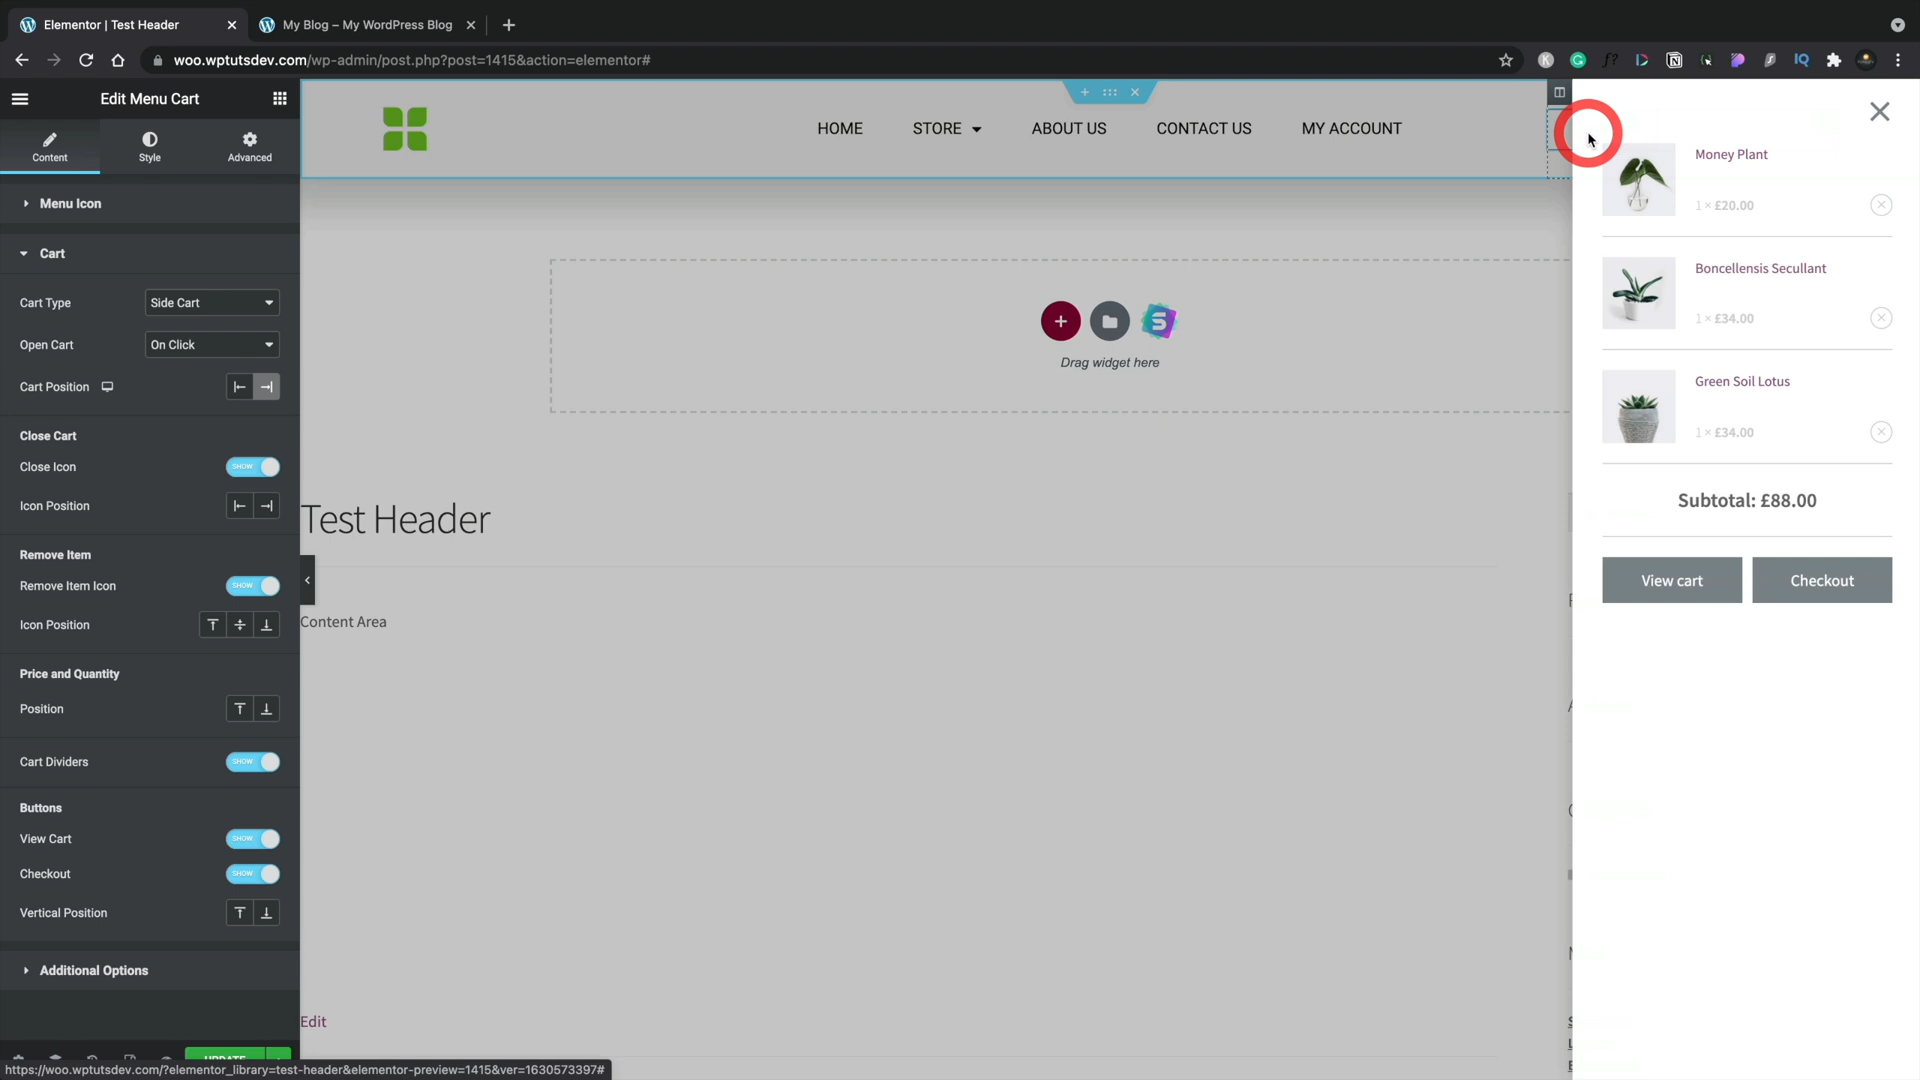 Elementor | Test Header
My Blog – My WordPress Blog
woo.wptutsdev.com/wp-admin/post.php?post=1415&action=elementor#
Edit Menu Cart
Content
Style
Advanced
Menu Icon
Cart
Cart Type
Side Cart
Open Cart
On Click
Cart Position
Close Cart
Close Icon
SHOW
Icon Position
Remove Item
Remove Item Icon
SHOW
Icon Position
Price and Quantity
Position
Cart Dividers
SHOW
Buttons
View Cart
SHOW
Checkout
SHOW
Vertical Position
Additional Options
UPDATE
https://woo.wptutsdev.com/?elementor_library=test-header&elementor-preview=1415&ver=1630573397#
HOME
STORE
ABOUT US
CONTACT US
MY ACCOUNT
Drag widget here
Test Header
Content Area
Edit
Money Plant
1 × £20.00
Boncellensis Secullant
1 × £34.00
Green Soil Lotus
1 × £34.00
Subtotal: £88.00
View cart
Checkout